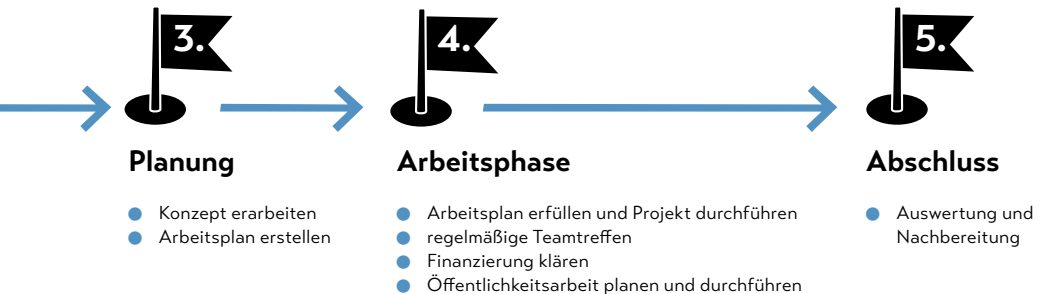 3.
Planung
Konzept erarbeiten
Arbeitsplan erstellen
4.
Arbeitsphase
Arbeitsplan erfüllen und Projekt durchführen
regelmäßige Teamtreffen
Finanzierung klären
Öffentlichkeitsarbeit planen und durchführen
5.
Abschluss
Auswertung und
Nachbereitung